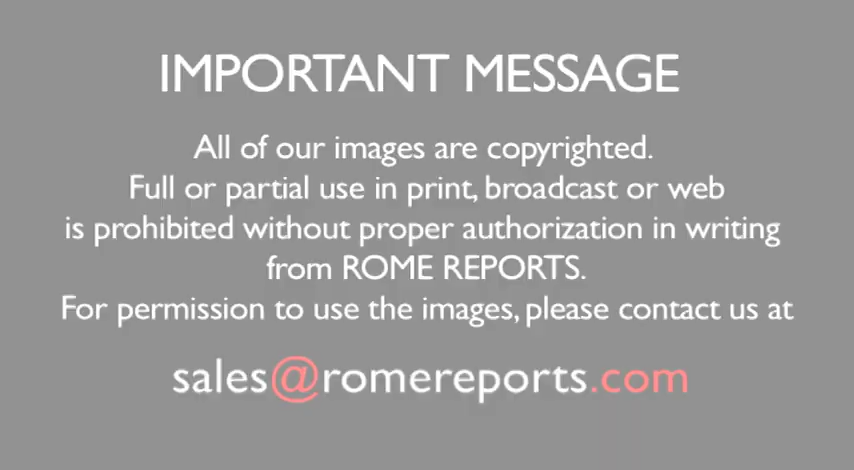 IMPORTANT MESSAGE
All of our images are copyrighted.
Full or partial use in print, broadcast or web
is prohibited without proper authorization in writing
from ROME REPORTS.
For permission to use the images, please contact us at
sales@romereports.com